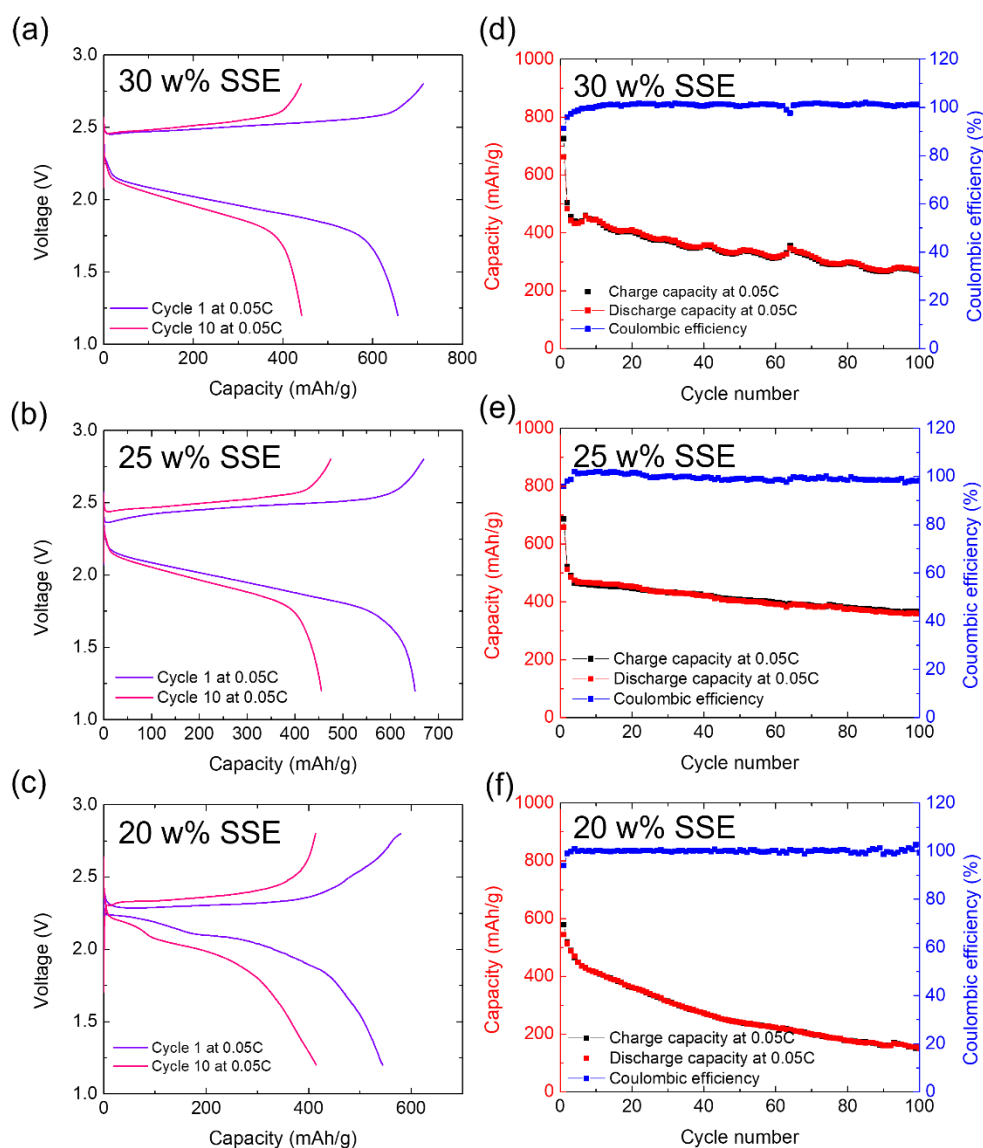 (a)
3.0
30 w% SSE
2.5
2.0
1.5
1.0
Voltage (V)
Cycle 1 at 0.05C
Cycle 10 at 0.05C
0 200 400 600 800
Capacity (mAh/g)
(d)
1000
800
600
400
200
0
Capacity (mAh/g)
30 w% SSE
Charge capacity at 0.05C
Discharge capacity at 0.05C
Coulombic efficiency
120
100
80
60
40
20
0
Coulombic efficiency (%)
0 20 40 60 80 100
Cycle number
(b)
3.0
25 w% SSE
2.5
2.0
1.5
1.0
Voltage (V)
Cycle 1 at 0.05C
Cycle 10 at 0.05C
0 100 200 300 400 500 600 700
Capacity (mAh/g)
(e)
1000
800
600
400
200
0
Capacity (mAh/g)
25 w% SSE
Charge capacity at 0.05C
Discharge capacity at 0.05C
Coulombic efficiency
120
100
80
60
40
20
0
Couombic efficiency (%)
0 20 40 60 80 100
Cycle number
(c)
3.0
20 w% SSE
2.5
2.0
1.5
1.0
Voltage (V)
Cycle 1 at 0.05C
Cycle 10 at 0.05C
0 200 400 600
Capacity (mAh/g)
(f)
1000
800
600
400
200
0
Capacity (mAh/g)
20 w% SSE
Charge capacity at 0.05C
Discharge capacity at 0.05C
Coulombic efficiency
120
100
80
60
40
20
0
Coulombic efficiency (%)
0 20 40 60 80 100
Cycle number